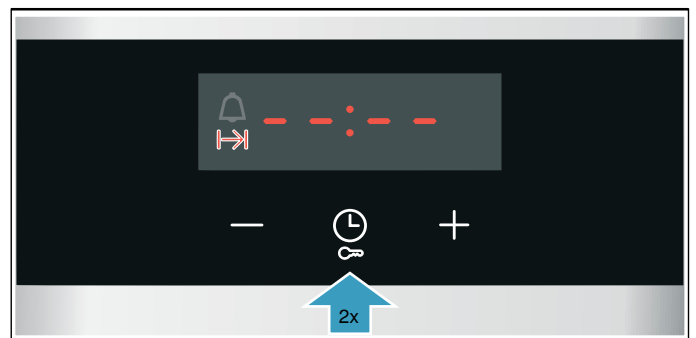 – –:– –
2x